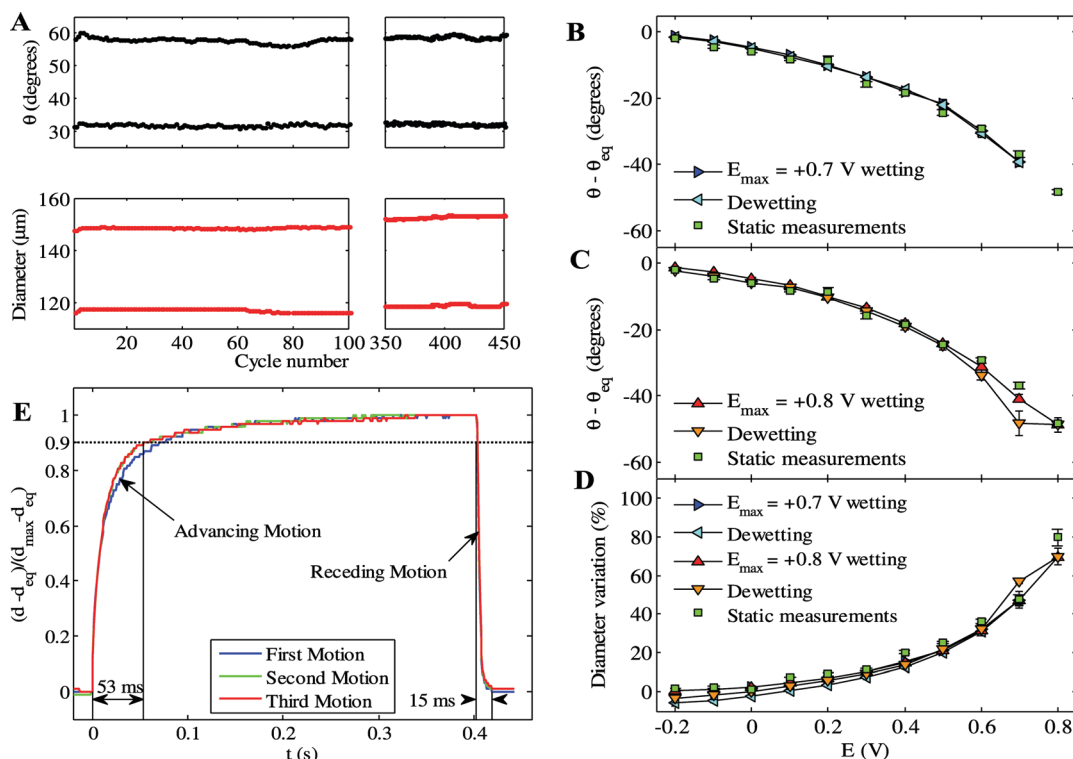 A
θ (degrees)
60
50
40
30
Diameter (µm)
160
140
120
20
40
60
80
100
350
400
450
Cycle number
B
θ - θeq (degrees)
0
-20
-40
-60
Emax = +0.7 V wetting
Dewetting
Static measurements
C
θ - θeq (degrees)
0
-20
-40
-60
Emax = +0.8 V wetting
Dewetting
Static measurements
D
Diameter variation (%)
100
80
60
40
20
0
Emax = +0.7 V wetting
Dewetting
Emax = +0.8 V wetting
Dewetting
Static measurements
-0.2
0
0.2
0.4
0.6
0.8
E (V)
E
(d -deq)/(dmax-deq)
1
0.9
0.8
0.6
0.4
0.2
0
Advancing Motion
Receding Motion
First Motion
Second Motion
Third Motion
53 ms
15 ms
0
0.1
0.2
0.3
0.4
t (s)